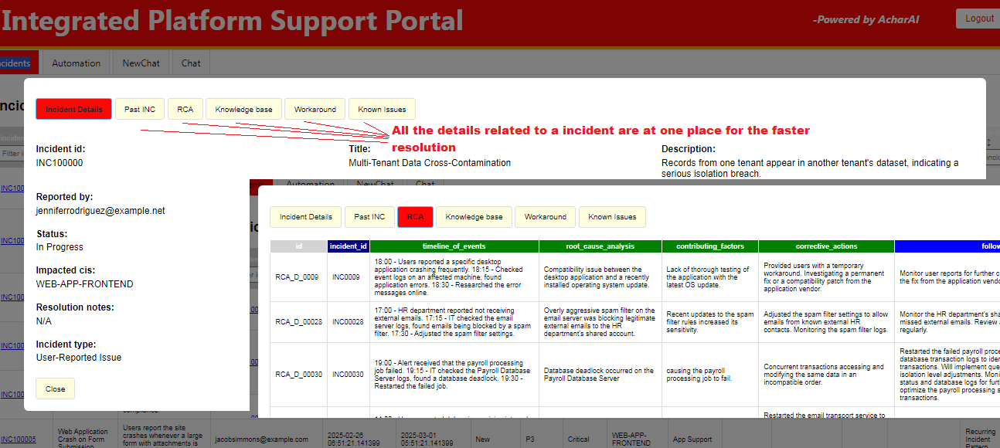 Integrated Platform Support Portal
-Powered by AcharAI
Logout
Incidents
Automation
NewChat
Chat
Incident Details
Past INC
RCA
Knowledge base
Workaround
Known Issues
All the details related to a incident are at one place for the faster
resolution
Incident id:
INC100000
Title:
Multi-Tenant Data Cross-Contamination
Description:
Records from one tenant appear in another tenant's dataset, indicating a
serious isolation breach.
Reported by:
jenniferrodriguez@example.net
Status:
In Progress
Impacted cis:
WEB-APP-FRONTEND
Resolution notes:
N/A
Incident type:
User-Reported Issue
Close
Automation
NewChat
Chat
Incident Details
Past INC
RCA
Knowledge base
Workaround
Known Issues
id
incident_id
timeline_of_events
root_cause_analysis
contributing_factors
corrective_actions
follow
RCA_D_0009
INC0009
18:00 - Users reported a specific desktop
application crashing frequently. 18:15 - Checked
event logs on an affected machine, found
application errors. 18:30 - Researched the error
messages online.
Compatibility issue between the
desktop application and a recently
installed operating system update.
Lack of thorough testing of
the application with the
latest OS update.
Provided users with a temporary
workaround. Investigating a permanent
fix or a compatibility patch from the
application vendor.
Monitor user reports for further c
the fix from the application vendo
RCA_D_00028
INC00028
17:00 - HR department reported not receiving
external emails. 17:15 - IT checked the email
server logs, found emails being blocked by a spam
filter. 17:30 - Adjusted the spam filter settings.
Overly aggressive spam filter on the
email server was blocking legitimate
external emails to the HR
department's shared account.
Recent updates to the spam
filter rules increased its
sensitivity.
Adjusted the spam filter settings to allow
emails from known external HR
contacts. Monitoring the spam filter logs.
Monitor the HR department's sha
missed external emails. Review
regularly.
RCA_D_00030
INC00030
19:00 - Alert received that the payroll processing
job failed. 19:15 - IT checked the Payroll Database
Server logs, found a database deadlock. 19:30 -
Restarted the failed job.
Database deadlock occurred on the
Payroll Database Server
causing the payroll
processing job to fail.
Concurrent transactions accessing and
modifying the same data in an
incompatible order.
Restarted the failed payroll proce
database transaction logs to iden
transactions. Will implement que
isolation level adjustments. Moni
status and database logs for furt
optimize the payroll processing s
transactions.
Restarted the email transport service to
INC100005
Web Application
Crash on Form
Submission
Users report the site
crashes whenever a large
form with attachments is
jacobsimmons@example.com
2025-02-26
06:51:21.141399
2025-03-01
05:51:21.141399
New
P3
Critical
WEB-APP-
FRONTEND
App Support
Recurring
Incident
Pattern